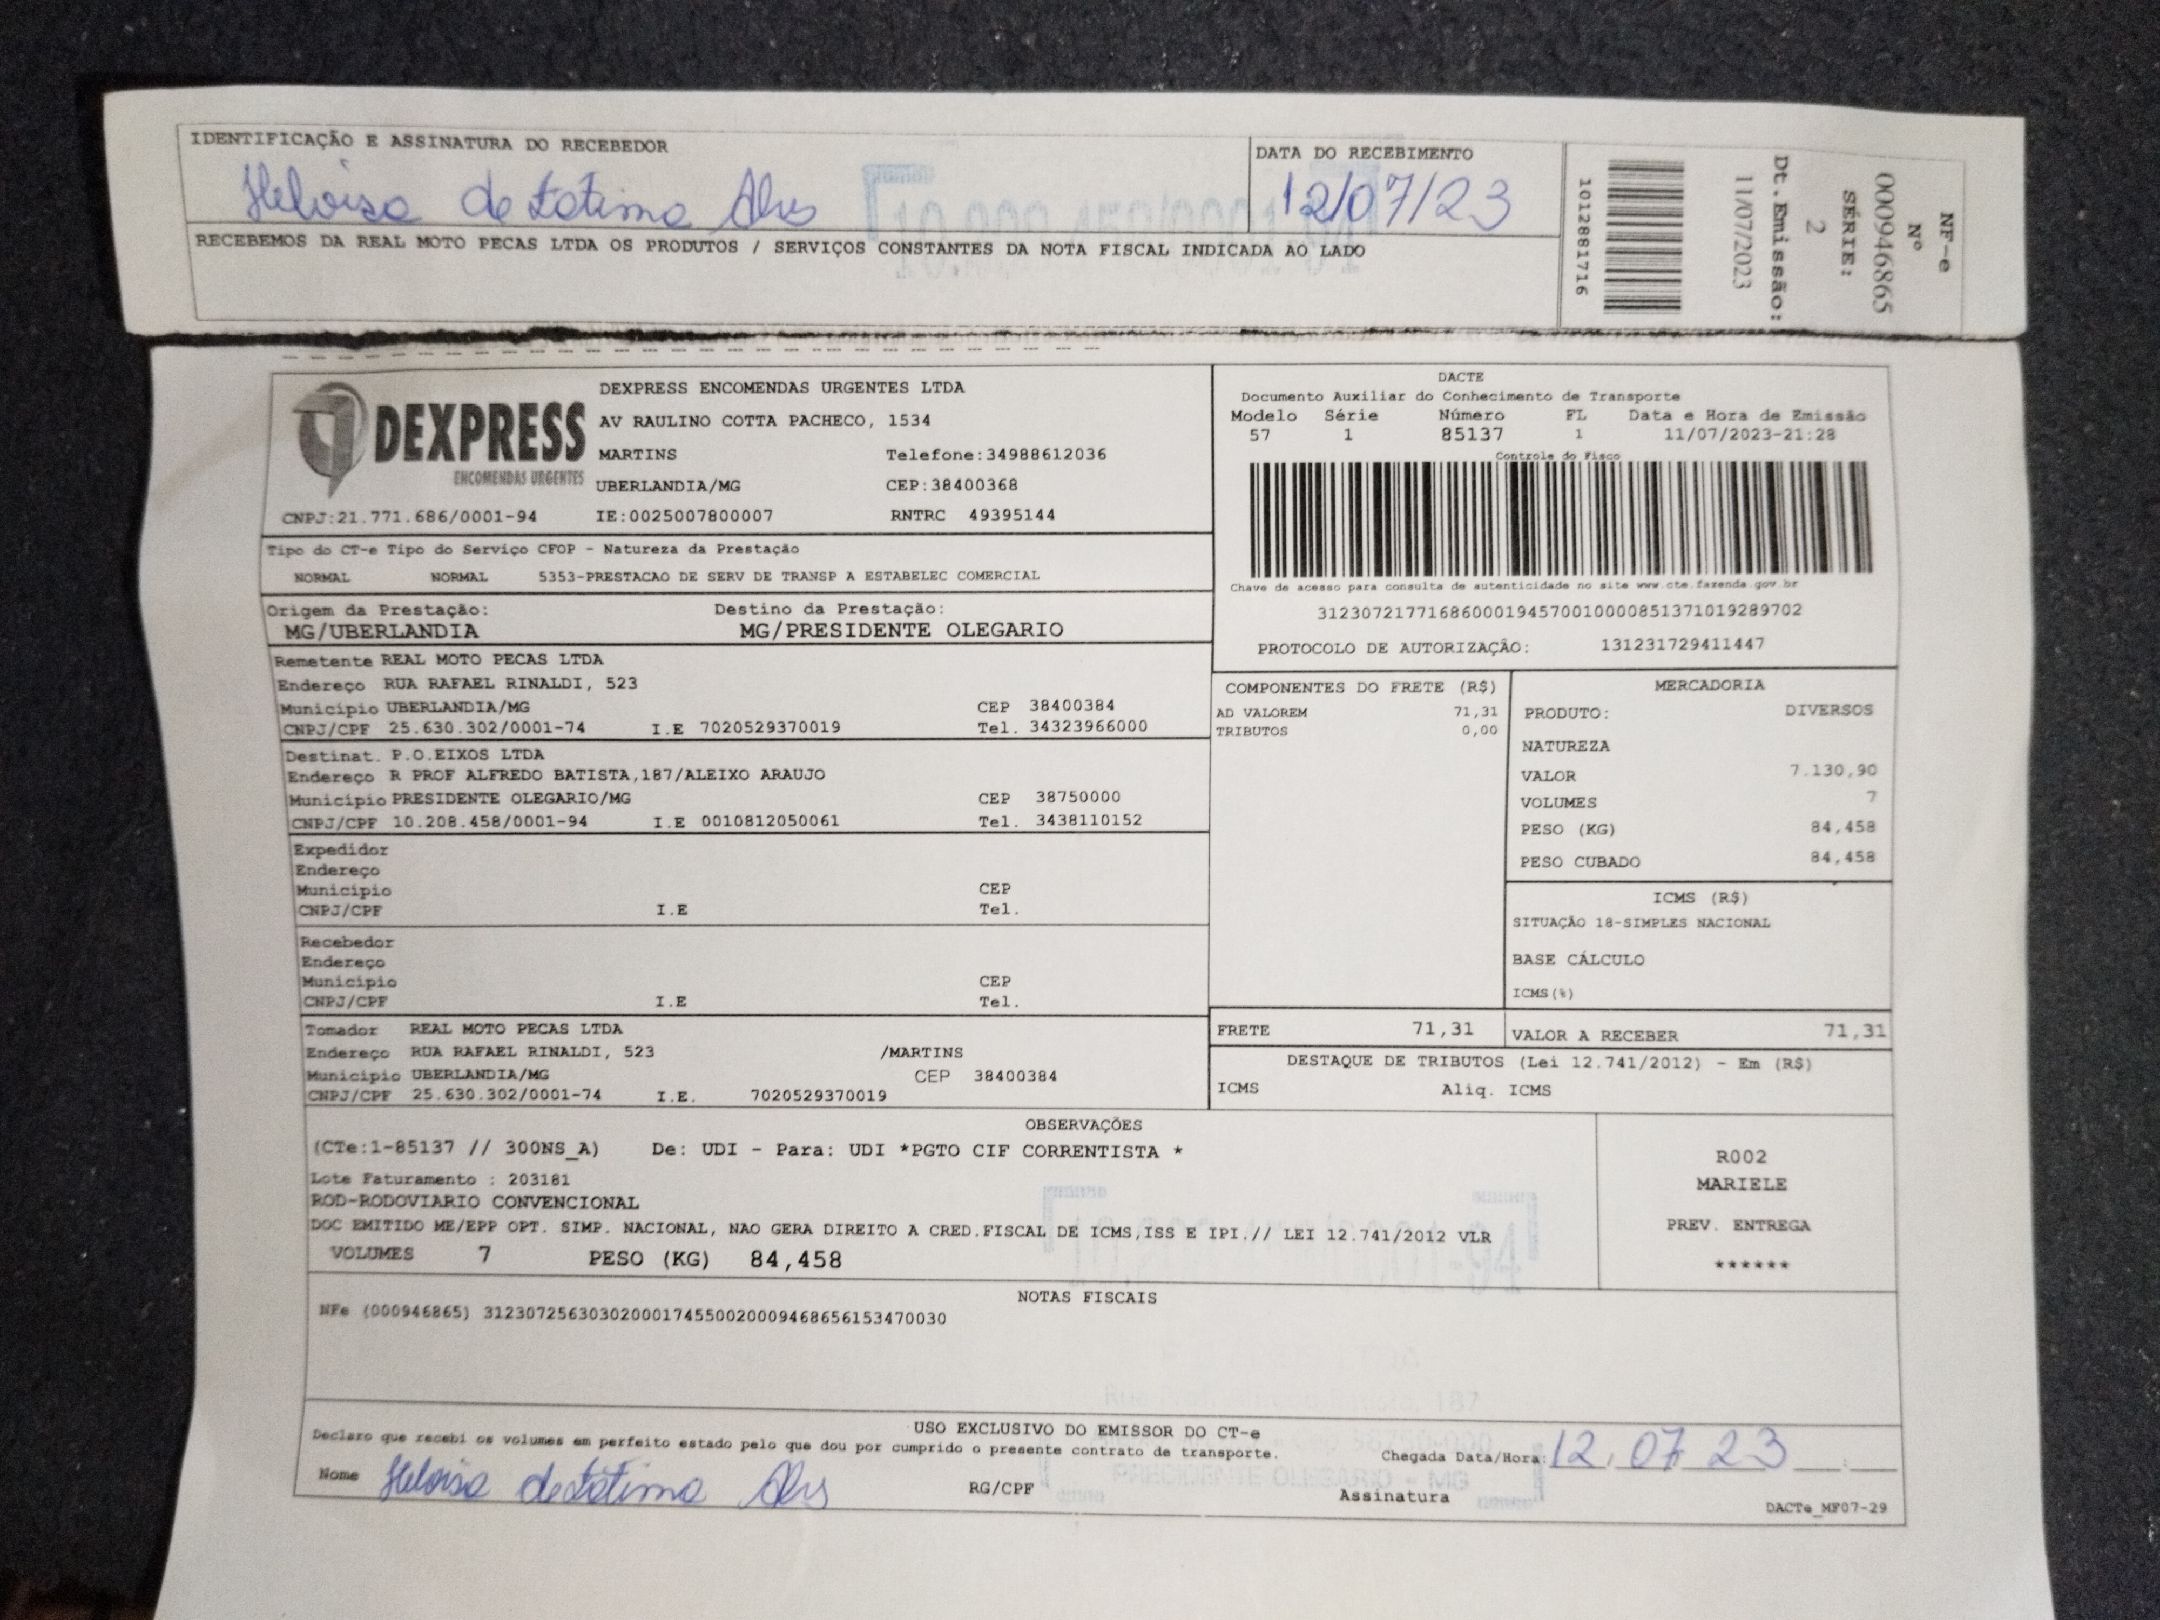 IDENTIFICAÇÃO E ASSINATURA DO RECEBEDOR
Heloisa de Fatima Alves
DATA DO RECEBIMENTO
12/07/23
RECEBEMOS DA REAL MOTO PECAS LTDA OS PRODUTOS / SERVIÇOS CONSTANTES DA NOTA FISCAL INDICADA AO LADO
1012881716
Dt.Emissão:
11/07/2023
SÉRIE:
2
NF-e
Nº
000946865
DEXPRESS
ENCOMENDAS URGENTES
DEXPRESS ENCOMENDAS URGENTES LTDA
AV RAULINO COTTA PACHECO, 1534
MARTINS Telefone:34988612036
UBERLANDIA/MG CEP:38400368
CNPJ:21.771.686/0001-94 IE:0025007800007 RNTRC 49395144
DACTE
Documento Auxiliar do Conhecimento de Transporte
Modelo Série Número FL Data e Hora de Emissão
57 1 85137 1 11/07/2023-21:28
Controle do Fisco
Chave de acesso para consulta de autenticidade no site www.cte.fazenda.gov.br
31230721771686000194570010000851371019289702
PROTOCOLO DE AUTORIZAÇÃO: 131231729411447
Tipo do CT-e Tipo do Serviço CFOP - Natureza da Prestação
NORMAL NORMAL 5353-PRESTACAO DE SERV DE TRANSP A ESTABELEC COMERCIAL
Origem da Prestação: Destino da Prestação:
MG/UBERLANDIA MG/PRESIDENTE OLEGARIO
Remetente REAL MOTO PECAS LTDA
Endereço RUA RAFAEL RINALDI, 523
Município UBERLANDIA/MG CEP 38400384
CNPJ/CPF 25.630.302/0001-74 I.E 7020529370019 Tel. 34323966000
Destinat. P.O.EIXOS LTDA
Endereço R PROF ALFREDO BATISTA,187/ALEIXO ARAUJO
Município PRESIDENTE OLEGARIO/MG CEP 38750000
CNPJ/CPF 10.208.458/0001-94 I.E 0010812050061 Tel. 3438110152
Expedidor
Endereço
Município CEP
CNPJ/CPF I.E Tel.
Recebedor
Endereço
Município CEP
CNPJ/CPF I.E Tel.
Tomador REAL MOTO PECAS LTDA
Endereço RUA RAFAEL RINALDI, 523 /MARTINS
Município UBERLANDIA/MG CEP 38400384
CNPJ/CPF 25.630.302/0001-74 I.E. 7020529370019
COMPONENTES DO FRETE (R$)
AD VALOREM 71,31
TRIBUTOS 0,00
MERCADORIA
PRODUTO: DIVERSOS
NATUREZA
VALOR 7.130,90
VOLUMES 7
PESO (KG) 84,458
PESO CUBADO 84,458
ICMS (R$)
SITUAÇÃO 18-SIMPLES NACIONAL
BASE CÁLCULO
ICMS(%)
FRETE 71,31 VALOR A RECEBER 71,31
DESTAQUE DE TRIBUTOS (Lei 12.741/2012) - Em (R$)
ICMS Aliq. ICMS
OBSERVAÇÕES
(CTe:1-85137 // 300NS_A) De: UDI - Para: UDI *PGTO CIF CORRENTISTA *
Lote Faturamento : 203181
ROD-RODOVIARIO CONVENCIONAL
DOC EMITIDO ME/EPP OPT. SIMP. NACIONAL, NAO GERA DIREITO A CRED.FISCAL DE ICMS,ISS E IPI.// LEI 12.741/2012 VLR
VOLUMES 7 PESO (KG) 84,458
R002
MARIELE
PREV. ENTREGA
******
NOTAS FISCAIS
NFe (000946865) 31230725630302000174550020009468656153470030
USO EXCLUSIVO DO EMISSOR DO CT-e
Declaro que recebi os volumes em perfeito estado pelo que dou por cumprido o presente contrato de transporte.
Chegada Data/Hora: 12.07 23
Nome Heloisa de Fatima Alves RG/CPF Assinatura
DACTe_MF07-29